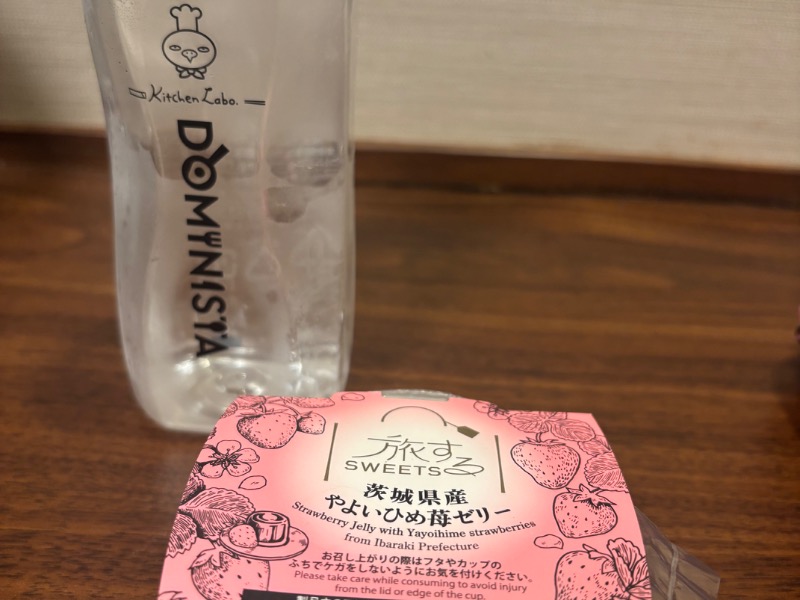 Kitchen Labo.
DOMINISTA
旅する
SWEETS
茨城県産
やよいひめ苺ゼリー
Strawberry Jelly with Yayoihime strawberries
from Ibaraki Prefecture
お召し上がりの際はフタやカップの
ふちでケガをしないようにお気を付けください。
Please take care while consuming to avoid injury
from the lid or edge of the cup.